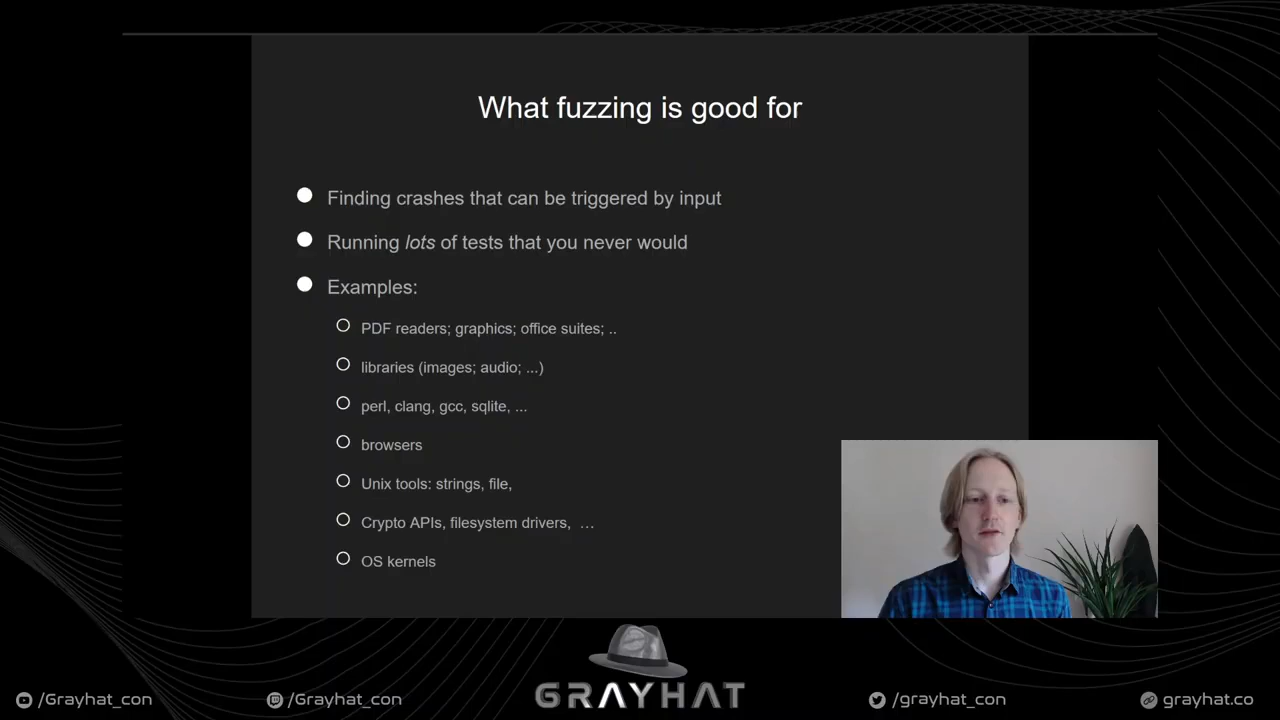 What fuzzing is good for
Finding crashes that can be triggered by input
Running lots of tests that you never would
Examples:
PDF readers; graphics; office suites; ..
libraries (images; audio; ...)
perl, clang, gcc, sqlite, ...
browsers
Unix tools: strings, file,
Crypto APIs, filesystem drivers, …
OS kernels
GRAYHAT
/Grayhat_con
/Grayhat_con
/grayhat_con
grayhat.co